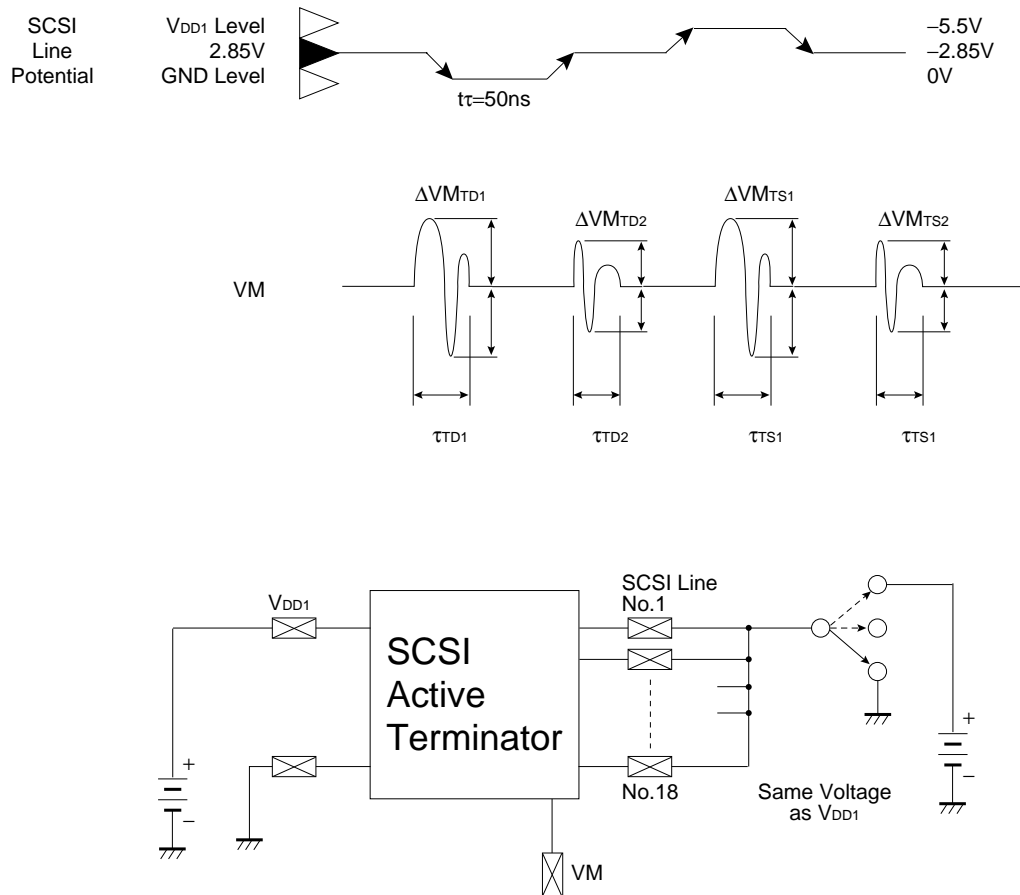 SCSI
Line
Potential
VDD1 Level
2.85V
GND Level
tτ=50ns
−5.5V
−2.85V
0V
ΔVMTD1
ΔVMTD2
ΔVMTS1
ΔVMTS2
VM
τTD1
τTD2
τTS1
τTS1
VDD1
SCSI
Active
Terminator
SCSI Line
No.1
No.18
+
−
+
−
Same Voltage
as VDD1
VM